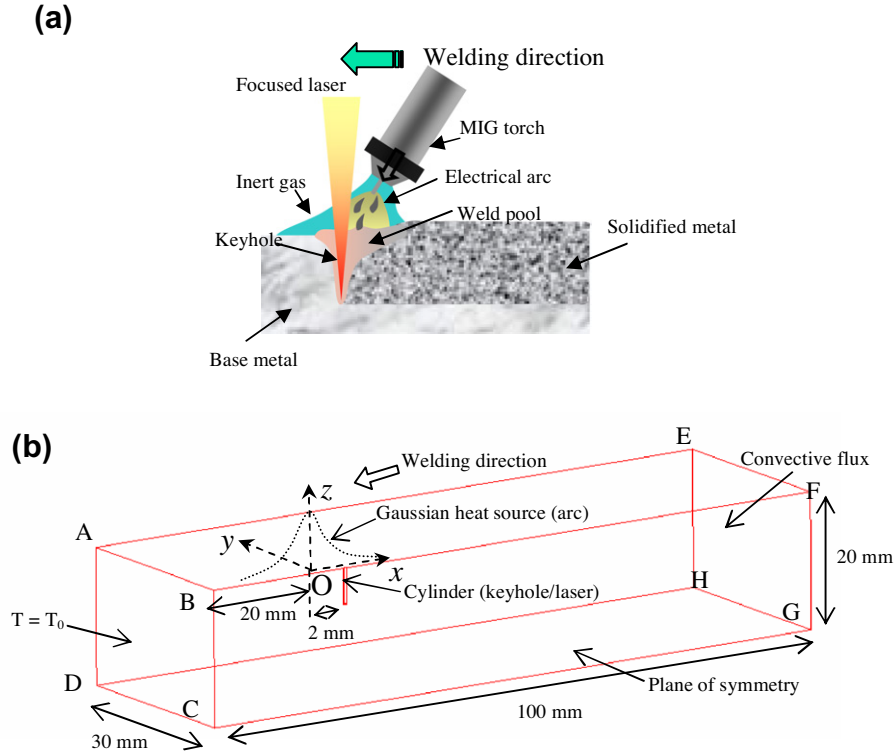 (a)
Welding direction
Focused laser
MIG torch
Inert gas
Electrical arc
Weld pool
Keyhole
Solidified metal
Base metal
(b)
E
Welding direction
Convective flux
z
Gaussian heat source (arc)
F
A
y
x
20 mm
O
B
Cylinder (keyhole/laser)
H
20 mm
G
2 mm
T = T₀
D
Plane of symmetry
C
100 mm
30 mm